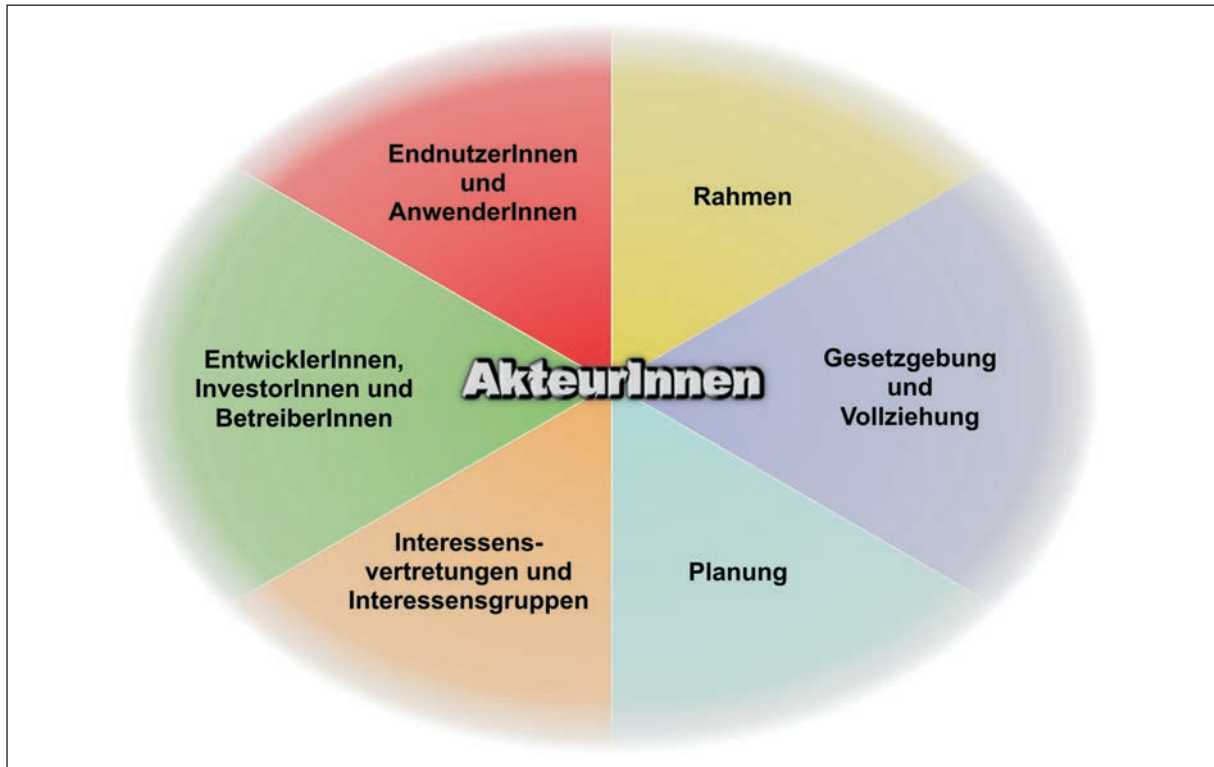 EndnutzerInnen
und
AnwenderInnen
Rahmen
EntwicklerInnen,
InvestorInnen und
BetreiberInnen
AkteurInnen
Gesetzgebung
und
Vollziehung
Interessens-
vertretungen und
Interessensgruppen
Planung